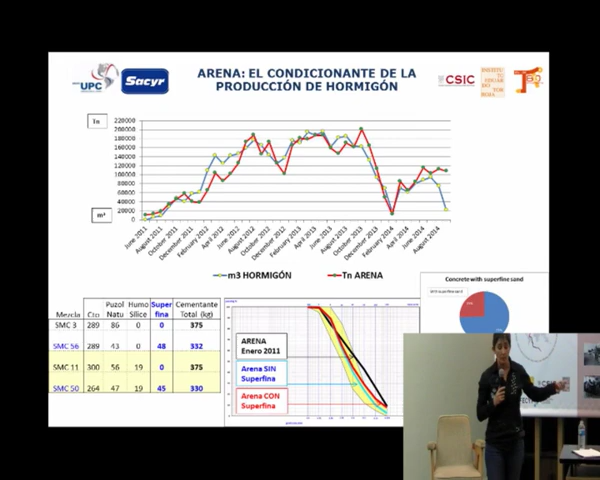 UPC
Sacyr
ARENA: EL CONDICIONANTE DE LA
PRODUCCIÓN DE HORMIGÓN
CSIC
Tn
220000
200000
180000
160000
140000
120000
100000
80000
60000
40000
20000
0
m³
June 2011
August 2011
October 2011
December 2011
February 2012
April 2012
June 2012
August 2012
October 2012
December 2012
February 2013
April 2013
June 2013
August 2013
October 2013
December 2013
February 2014
April 2014
June 2014
August 2014
m3 HORMIGÓN
Tn ARENA
Mezcla Cto Puzol Natu Humo Sílice Super fina Cementante Total (kg)
SMC 3 289 86 0 0 375
SMC 56 289 43 0 48 332
SMC 11 300 56 19 0 375
SMC 50 264 47 19 45 330
ARENA
Enero 2011
Arena SIN
Superfina
Arena CON
Superfina
Concrete with superfine sand
25%